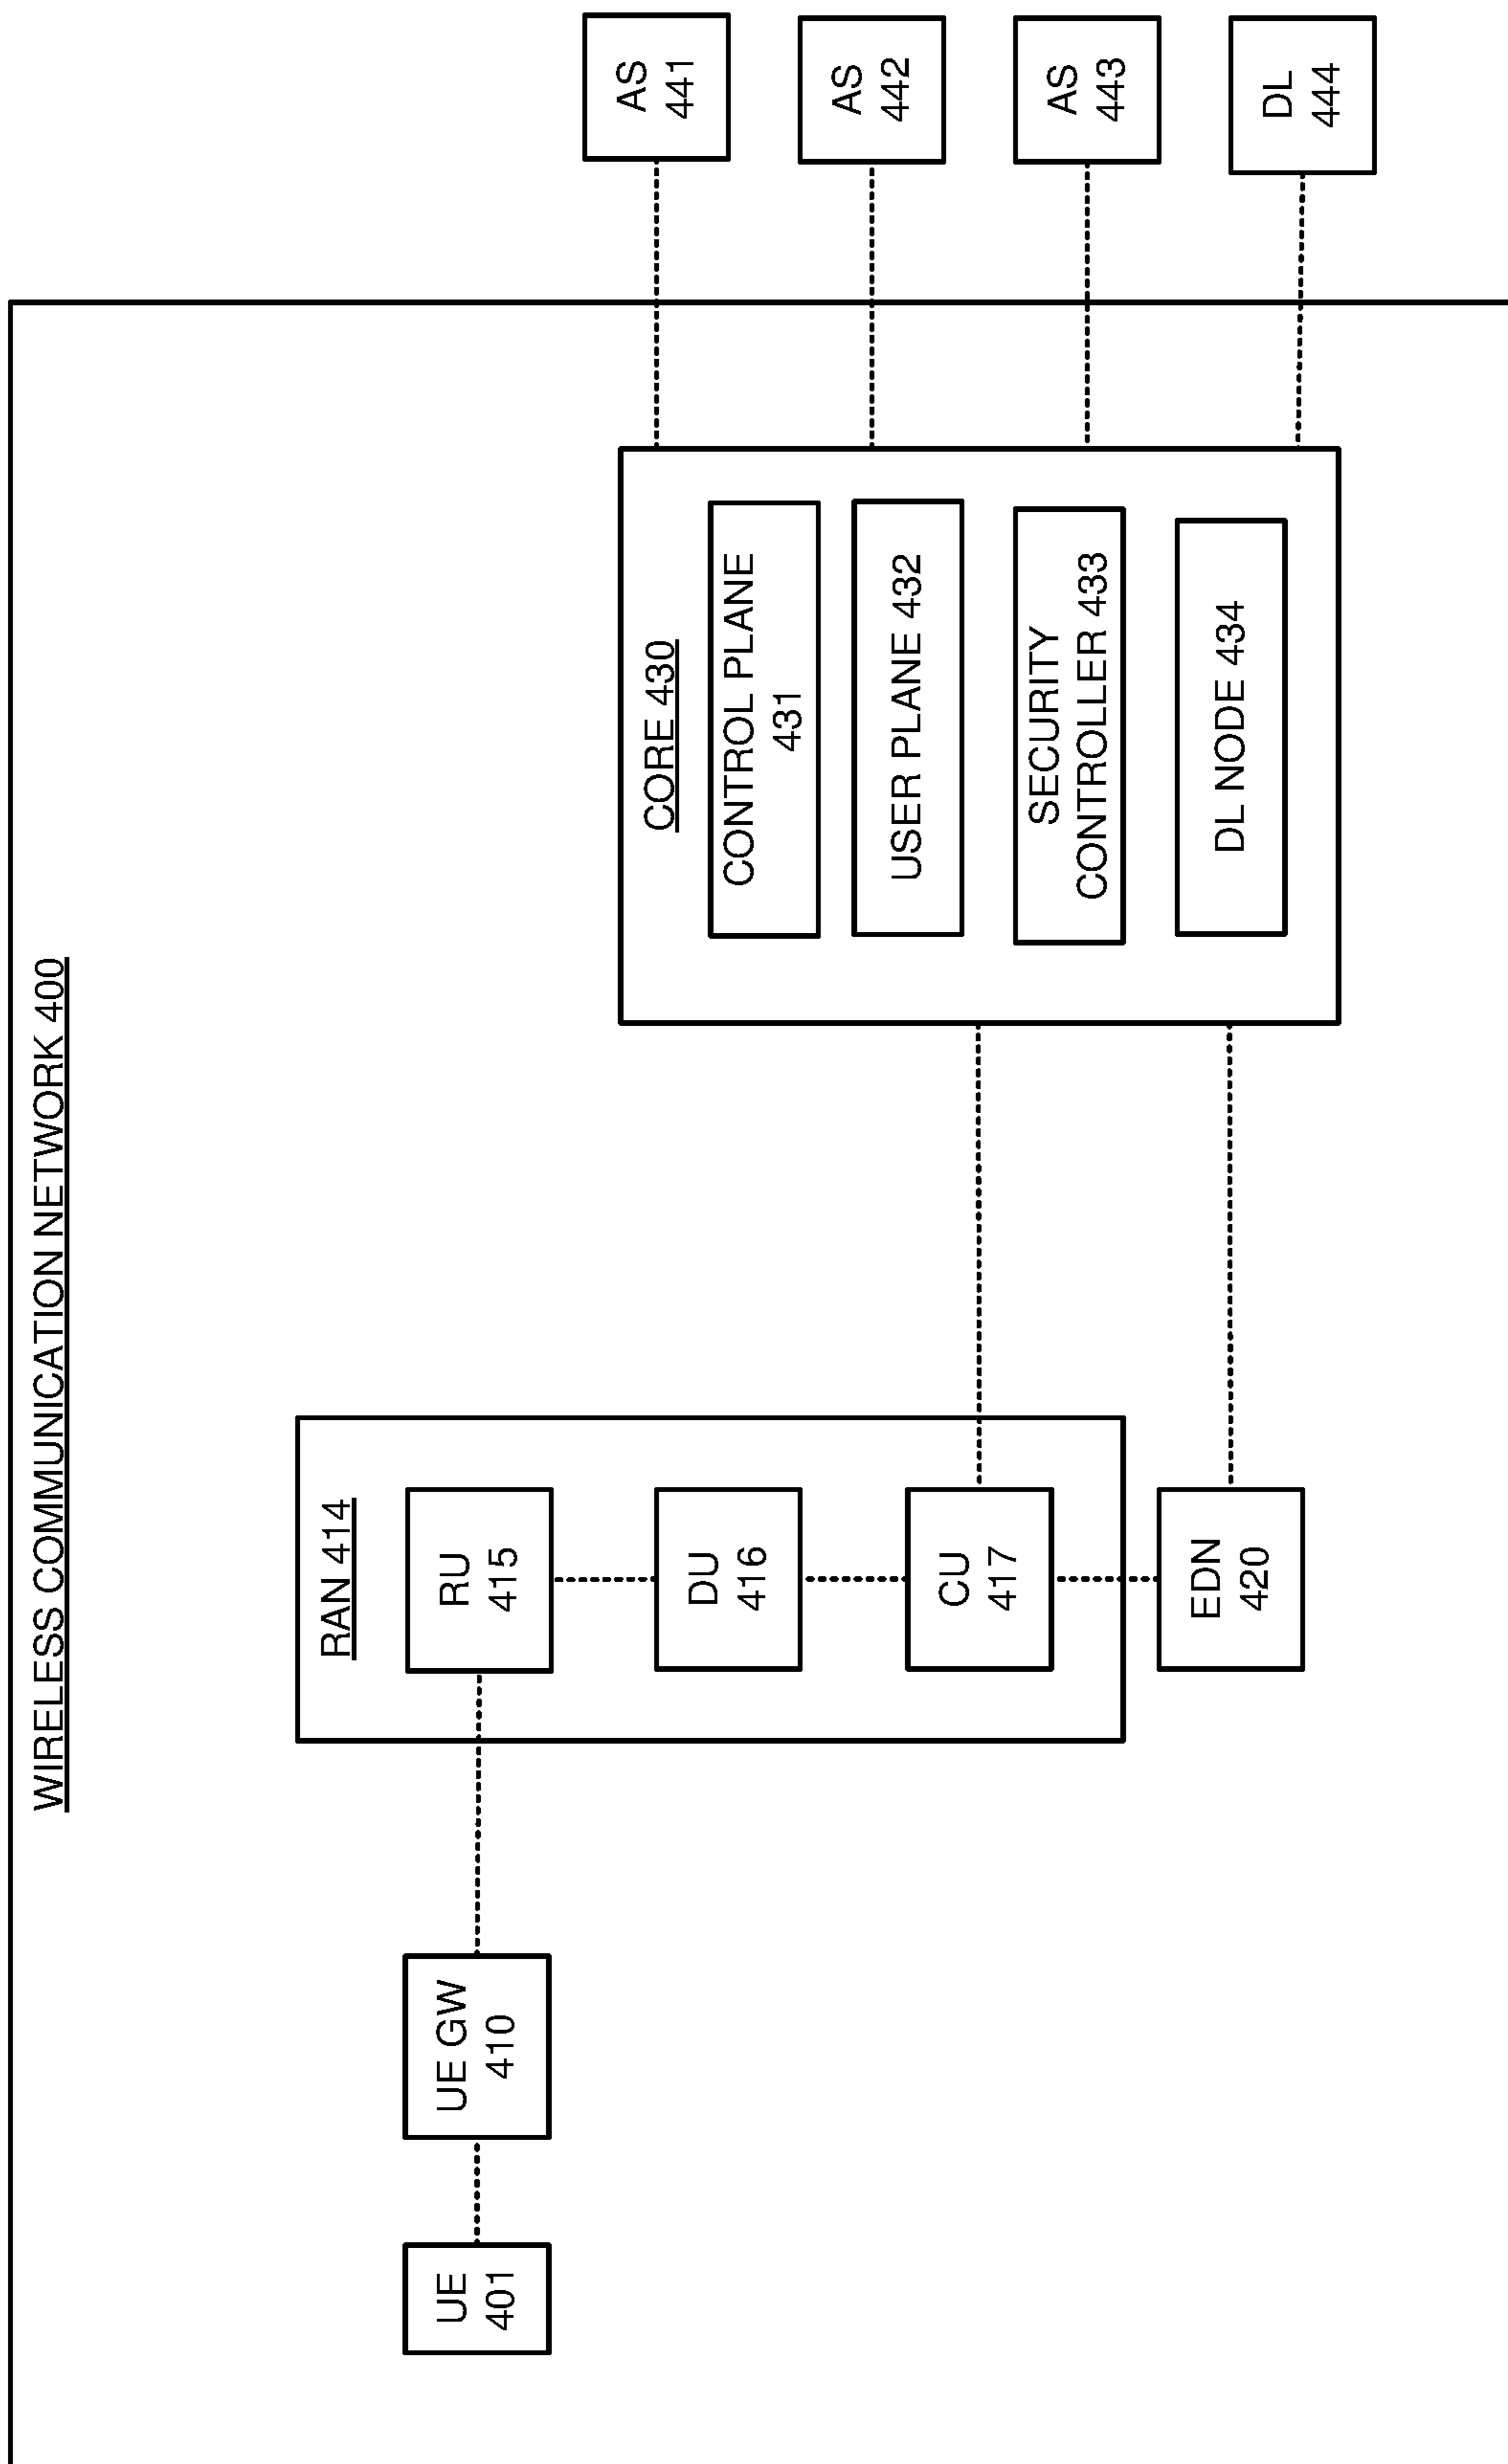 WIRELESS COMMUNICATION NETWORK 400
UE
401
UE GW
410
RAN 414
RU
415
DU
416
CU
417
EDN
420
CORE 430
CONTROL PLANE
431
USER PLANE 432
SECURITY
CONTROLLER 433
DL NODE 434
AS
441
AS
442
AS
443
DL
444